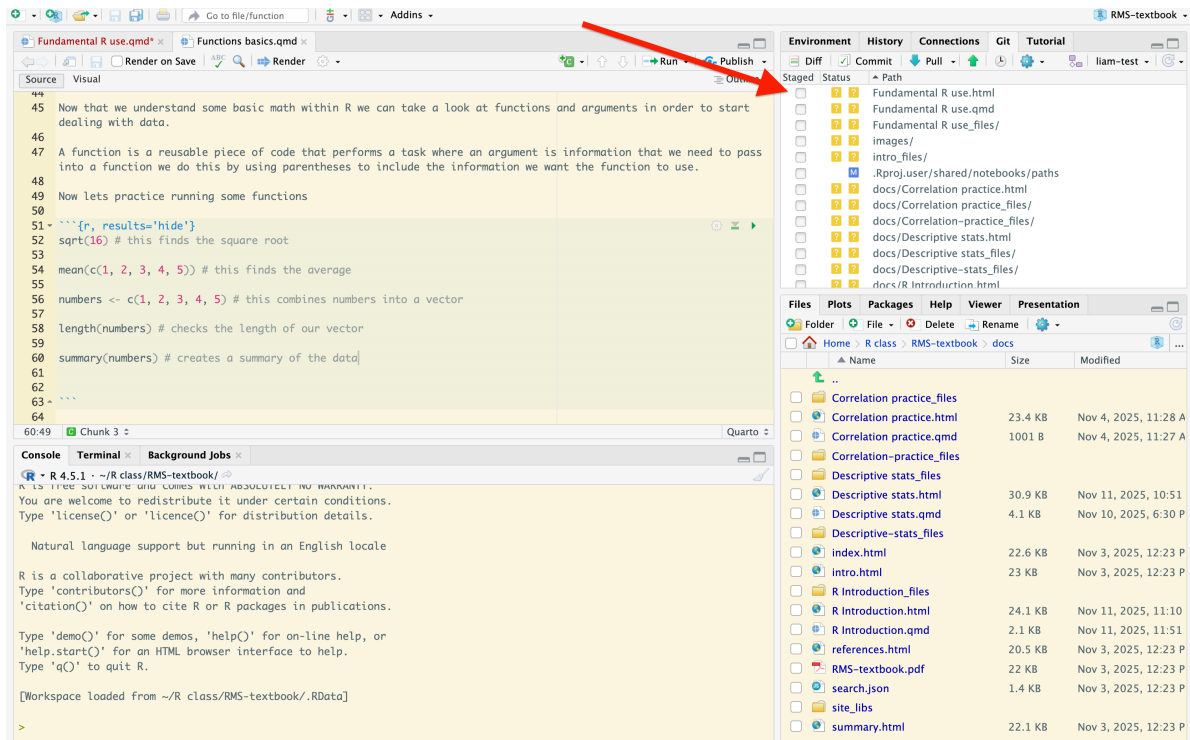 Go to file/function
Addins
RMS-textbook
Fundamental R use.qmd*
Functions basics.qmd
Render on Save
ABC
Render
Run
Publish
Source
Visual
44
45 Now that we understand some basic math within R we can take a look at functions and arguments in order to start
dealing with data.
46
47 A function is a reusable piece of code that performs a task where an argument is information that we need to pass
into a function we do this by using parentheses to include the information we want the function to use.
48
49 Now lets practice running some functions
50
51 ```{r, results='hide'}
52 sqrt(16) # this finds the square root
53
54 mean(c(1, 2, 3, 4, 5)) # this finds the average
55
56 numbers <- c(1, 2, 3, 4, 5) # this combines numbers into a vector
57
58 length(numbers) # checks the length of our vector
59
60 summary(numbers) # creates a summary of the data
61
62
63 ```
64
60:49 C Chunk 3 Quarto
Console Terminal Background Jobs
R R 4.5.1 · ~/R class/RMS-textbook/
R is free software and comes with ABSOLUTELY NO WARRANTY.
You are welcome to redistribute it under certain conditions.
Type 'license()' or 'licence()' for distribution details.
Natural language support but running in an English locale
R is a collaborative project with many contributors.
Type 'contributors()' for more information and
'citation()' on how to cite R or R packages in publications.
Type 'demo()' for some demos, 'help()' for on-line help, or
'help.start()' for an HTML browser interface to help.
Type 'q()' to quit R.
[Workspace loaded from ~/R class/RMS-textbook/.RData]
>
Environment History Connections Git Tutorial
Diff Commit Pull liam-test
Staged Status Path
? ? Fundamental R use.html
? ? Fundamental R use.qmd
? ? Fundamental R use_files/
? ? images/
? ? intro_files/
M .Rproj.user/shared/notebooks/paths
? ? docs/Correlation practice.html
? ? docs/Correlation practice_files/
? ? docs/Correlation-practice_files/
? ? docs/Descriptive stats.html
? ? docs/Descriptive stats_files/
? ? docs/Descriptive-stats_files/
? ? docs/R Introduction.html
Files Plots Packages Help Viewer Presentation
Folder File Delete Rename
Home R class RMS-textbook docs ...
Name Size Modified
..
Correlation practice_files
Correlation practice.html 23.4 KB Nov 4, 2025, 11:28 A
Correlation practice.qmd 1001 B Nov 4, 2025, 11:27 A
Correlation-practice_files
Descriptive stats_files
Descriptive stats.html 30.9 KB Nov 11, 2025, 10:51
Descriptive stats.qmd 4.1 KB Nov 10, 2025, 6:30 P
Descriptive-stats_files
index.html 22.6 KB Nov 3, 2025, 12:23 P
intro.html 23 KB Nov 3, 2025, 12:23 P
R Introduction_files
R Introduction.html 24.1 KB Nov 11, 2025, 11:10
R Introduction.qmd 2.1 KB Nov 11, 2025, 11:51
references.html 20.5 KB Nov 3, 2025, 12:23 P
RMS-textbook.pdf 22 KB Nov 3, 2025, 12:23 P
search.json 1.4 KB Nov 3, 2025, 12:23 P
site_libs
summary.html 22.1 KB Nov 3, 2025, 12:23 P